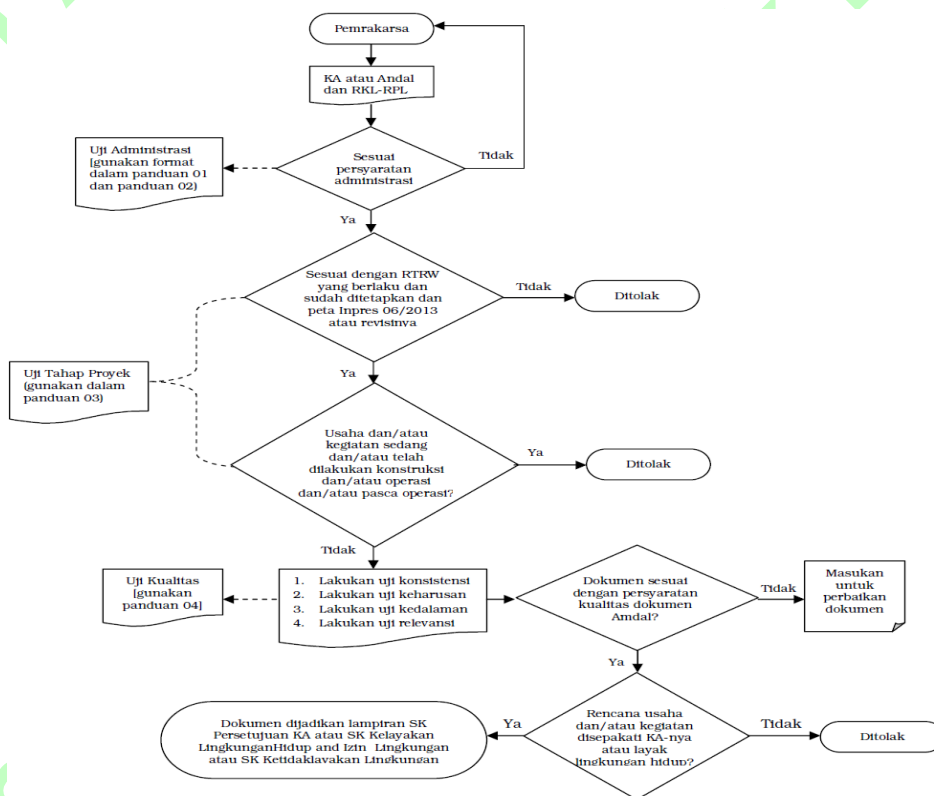 Pemrakarsa
KA atau Andal
dan RKL-RPL
Uji Administrasi
[gunakan format
dalam panduan 01
dan panduan 02)
Sesuai
persyaratan
administrasi
Tidak
Ya
Sesuai dengan RTRW
yang berlaku dan
sudah ditetapkan dan
peta Inpres 06/2013
atau revisinya
Tidak
Ditolak
Uji Tahap Proyek
(gunakan dalam
panduan 03)
Ya
Usaha dan/atau
kegiatan sedang
dan/atau telah
dilakukan konstruksi
dan/atau operasi
dan/atau pasca operasi?
Ya
Ditolak
Tidak
Uji Kualitas
[gunakan
panduan 04]
1. Lakukan uji konsistensi
2. Lakukan uji keharusan
3. Lakukan uji kedalaman
4. Lakukan uji relevansi
Dokumen sesuai
dengan persyaratan
kualitas dokumen
Amdal?
Tidak
Masukan
untuk
perbaikan
dokumen
Ya
Rencana usaha
dan/atau kegiatan
disepakati KA-nya
atau layak
lingkungan hidup?
Ya
Tidak
Ditolak
Dokumen dijadikan lampiran SK
Persetujuan KA atau SK Kelayakan
LingkunganHidup and Izin Lingkungan
atau SK Ketidaklayakan Lingkungan